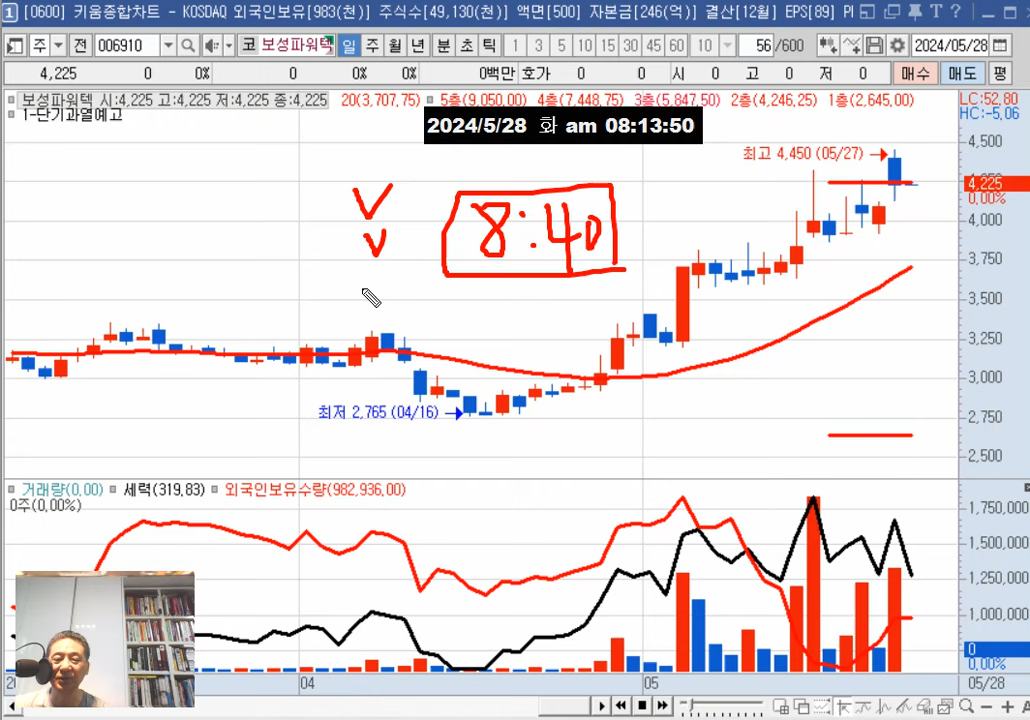 [0600] 키움종합차트 - KOSDAQ 외국인보유[983(천)] 주식수[49,130(천)] 액면[500] 자본금[246(억)] 결산[12월] EPS[89]
주 전 006910 코 보성파워텍 일 주 월 년 분 초 틱 1 3 5 10 15 30 45 60 10 56 /600 2024/05/28
4,225 0 0% 0 0% 0% 0백만 호가 0 0 시 0 고 0 저 0 매수 매도 평
보성파워텍 시:4,225 고:4,225 저:4,225 종:4,225 20(3,707.75) 5층(9,050.00) 4층(7,448.75) 3층(5,847.50) 2층(4,246.25) 1층(2,645.00) LC:52.80
1-단기과열예고 HC:-5.06
2024/5/28 화 am 08:13:50
최고 4,450 (05/27)
4,500
4,225
0.00%
4,000
8:40
3,750
3,500
3,250
3,000
최저 2,765 (04/16)
2,750
2,500
거래량(0.00) 세력(319.83) 외국인보유수량(982,936.00)
0주(0.00%)
1,750,000
1,500,000
1,250,000
1,000,000
0
0.00%
04 05 05/28